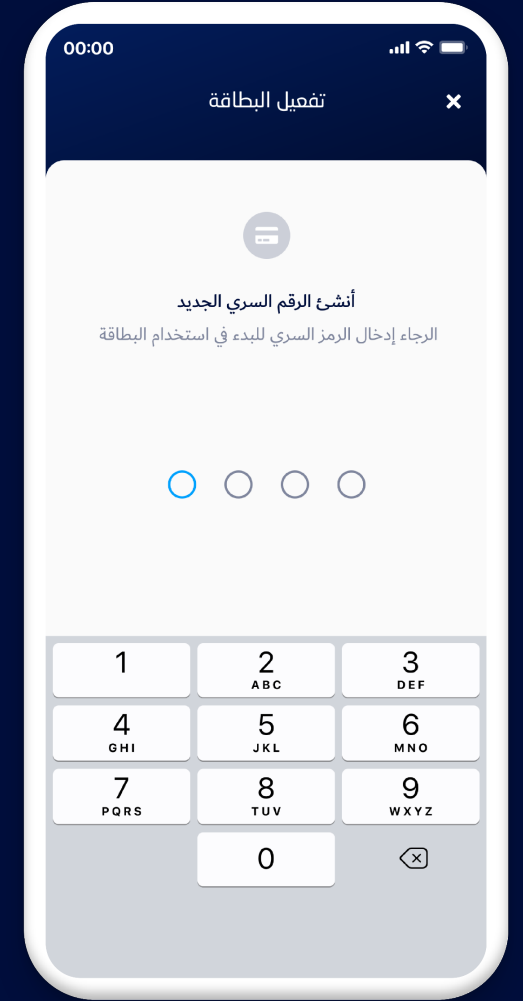 00:00
تفعيل البطاقة
أنشئ الرقم السري الجديد
الرجاء إدخال الرمز السري للبدء في استخدام البطاقة
1
2
ABC
3
DEF
4
GHI
5
JKL
6
MNO
7
PQRS
8
TUV
9
WXYZ
0